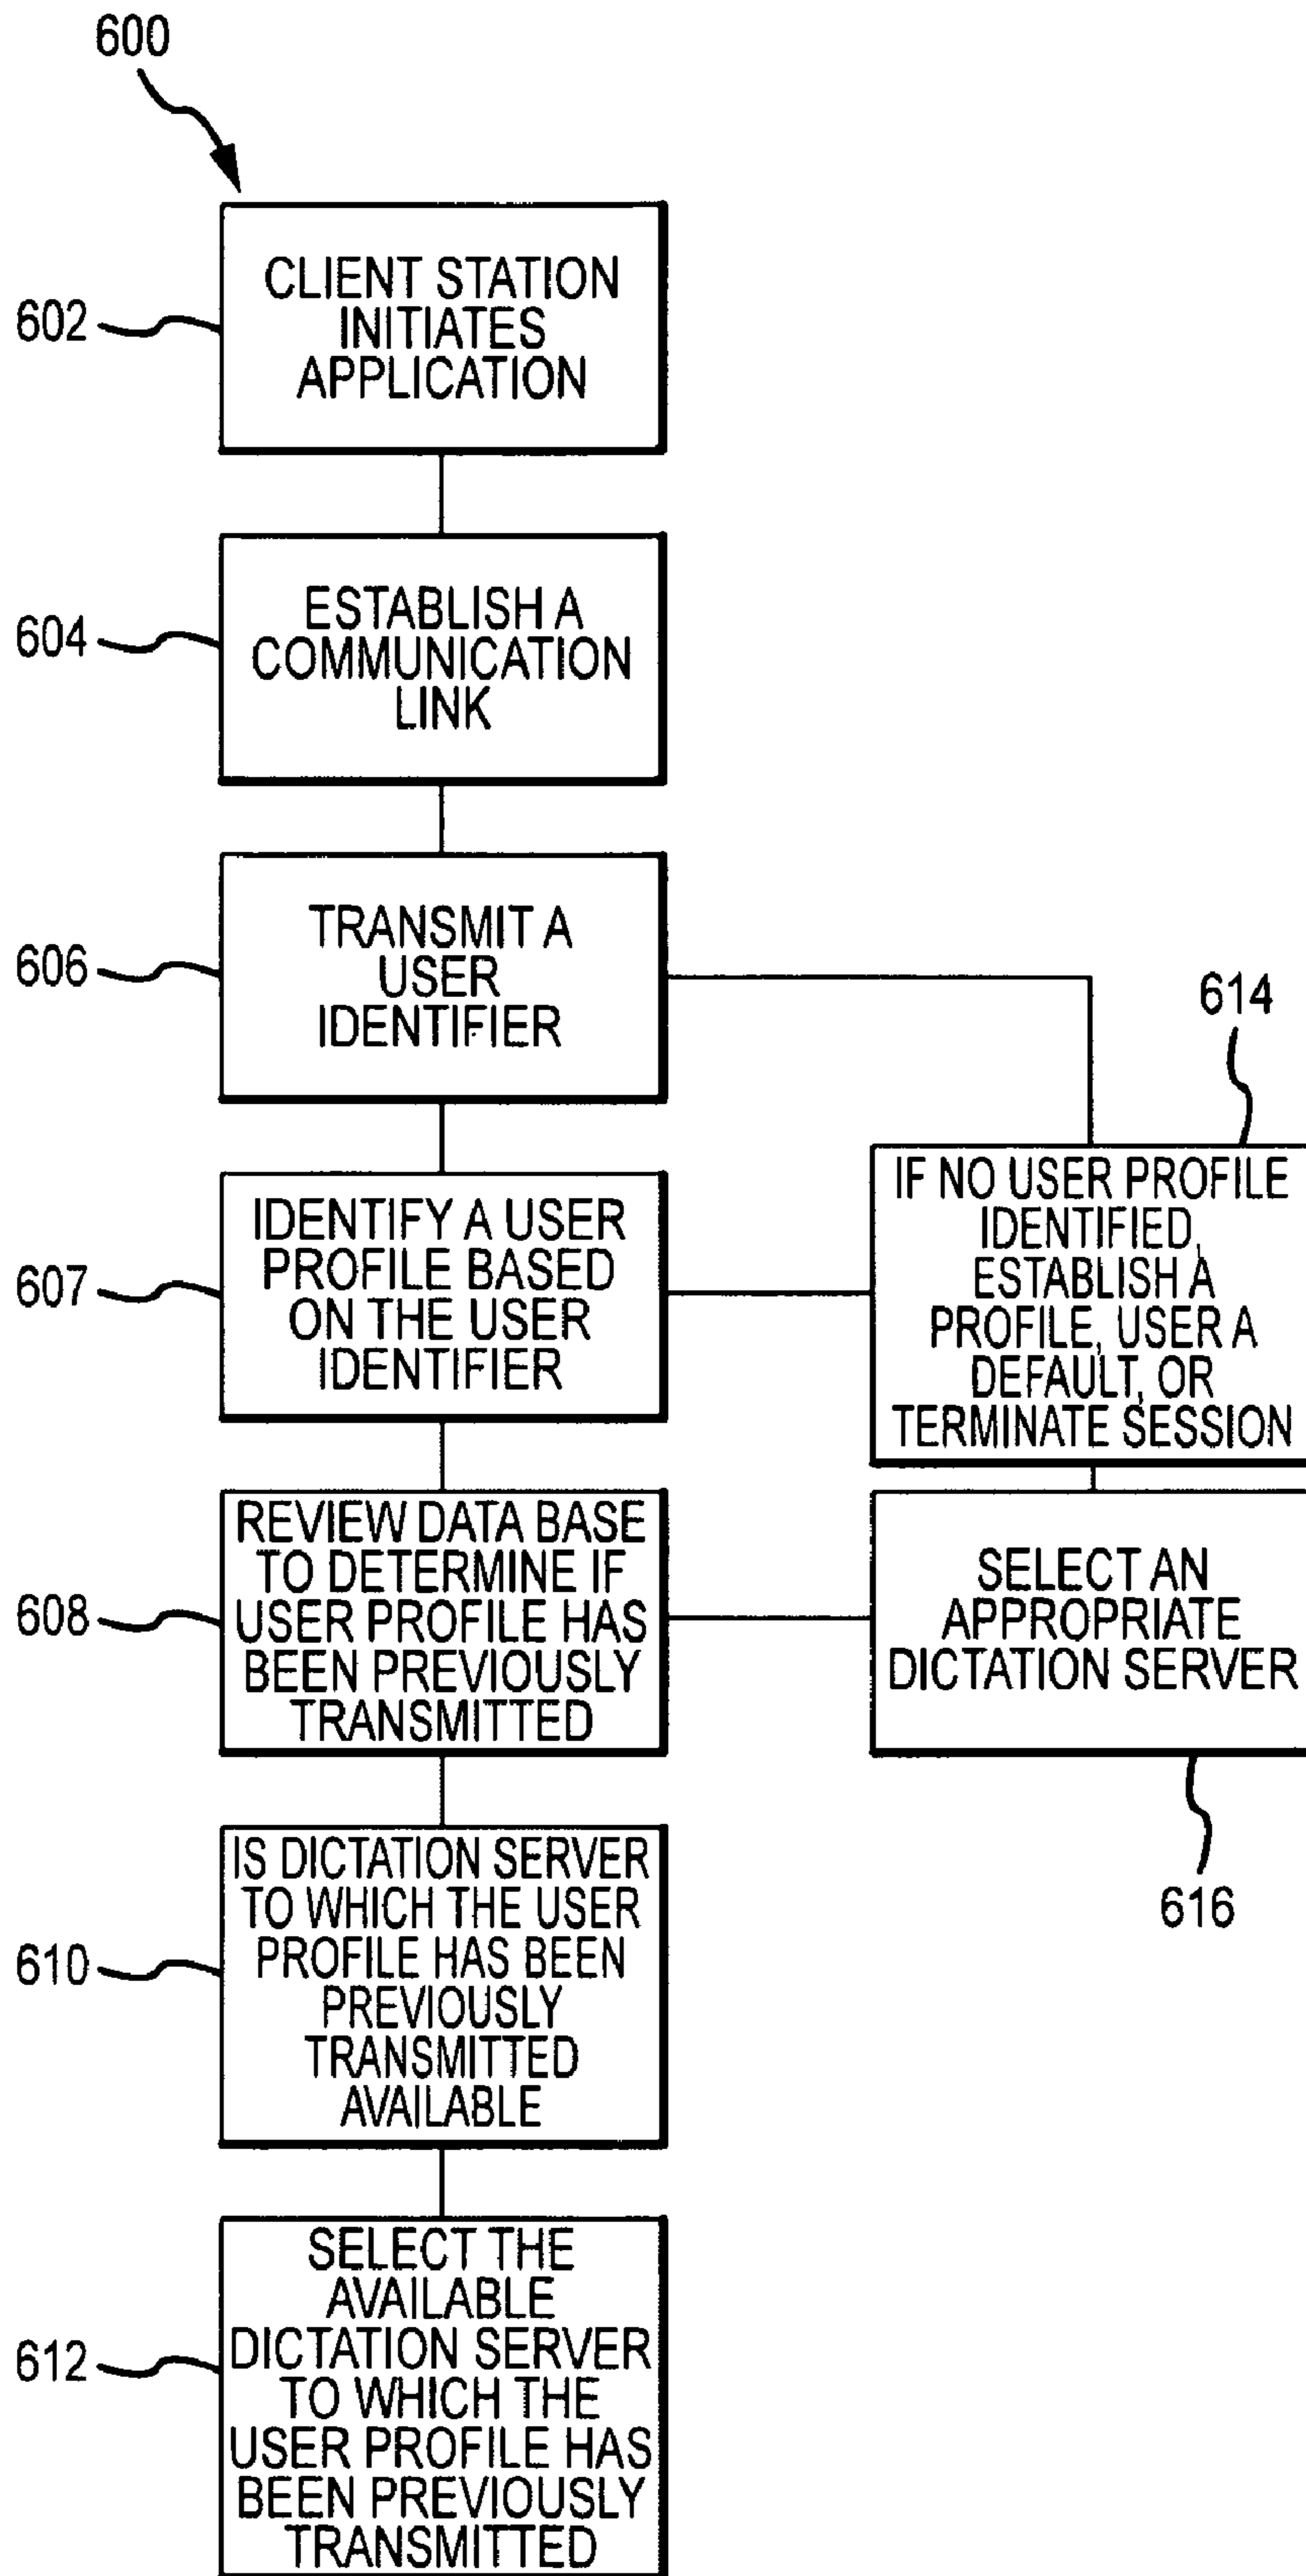 600
602
CLIENT STATION
INITIATES
APPLICATION
604
ESTABLISH A
COMMUNICATION
LINK
606
TRANSMIT A
USER
IDENTIFIER
607
IDENTIFY A USER
PROFILE BASED
ON THE USER
IDENTIFIER
614
IF NO USER PROFILE
IDENTIFIED,
ESTABLISH A
PROFILE, USER A
DEFAULT, OR
TERMINATE SESSION
608
REVIEW DATA BASE
TO DETERMINE IF
USER PROFILE HAS
BEEN PREVIOUSLY
TRANSMITTED
SELECT AN
APPROPRIATE
DICTATION SERVER
616
610
IS DICTATION SERVER
TO WHICH THE USER
PROFILE HAS BEEN
PREVIOUSLY
TRANSMITTED
AVAILABLE
612
SELECT THE
AVAILABLE
DICTATION SERVER
TO WHICH THE
USER PROFILE HAS
BEEN PREVIOUSLY
TRANSMITTED